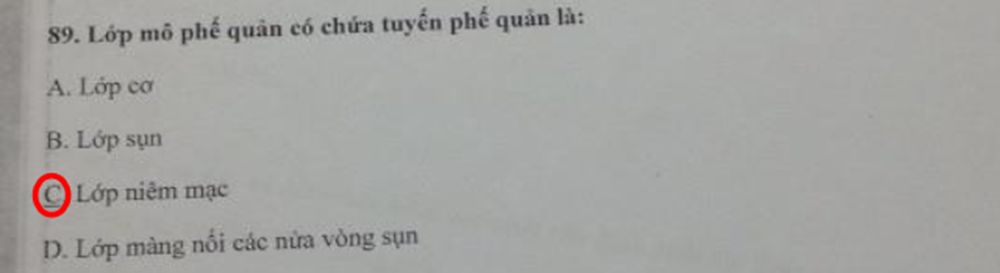 89. Lớp mô phế quản có chứa tuyến phế quản là:
A. Lớp cơ
B. Lớp sụn
C. Lớp niêm mạc
D. Lớp màng nối các nửa vòng sụn